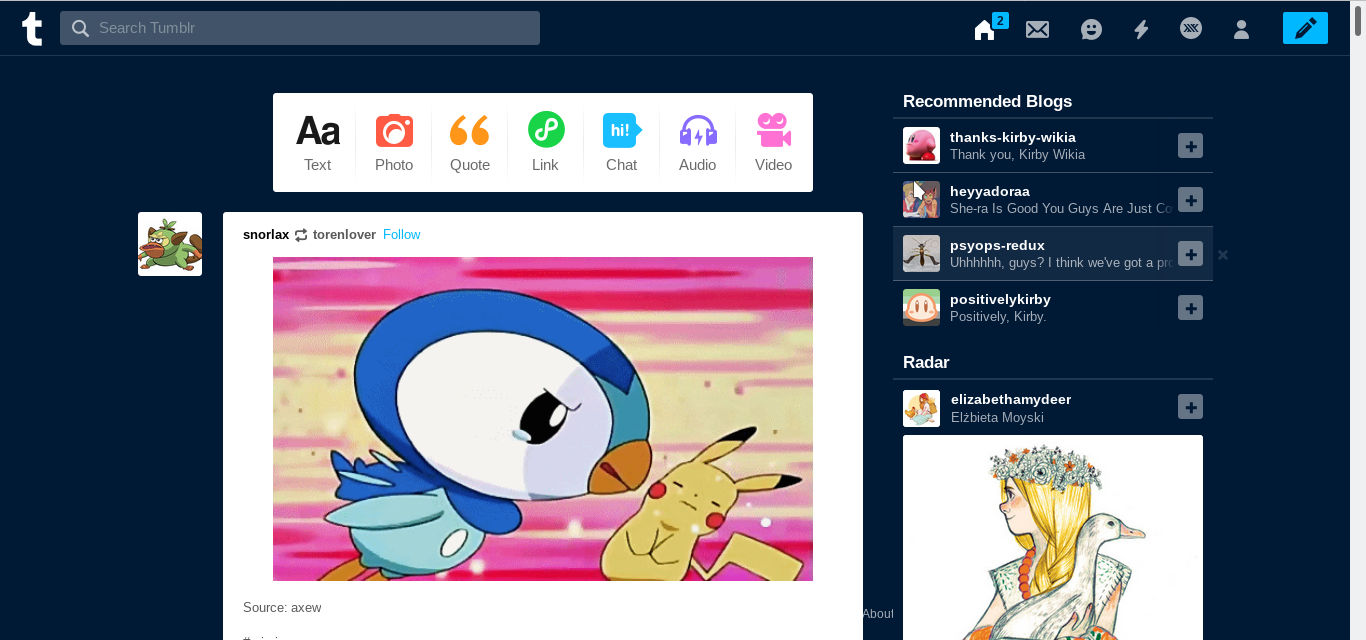 t Search Tumblr 2
Aa hi!
Text Photo Quote Link Chat Audio Video
snorlax torenlover Follow
Source: axew
About
Recommended Blogs
thanks-kirby-wikia
Thank you, Kirby Wikia
heyyadoraa
She-ra Is Good You Guys Are Just Co
psyops-redux
Uhhhhhh, guys? I think we've got a pro
positivelykirby
Positively, Kirby.
Radar
elizabethamydeer
Elżbieta Moyski